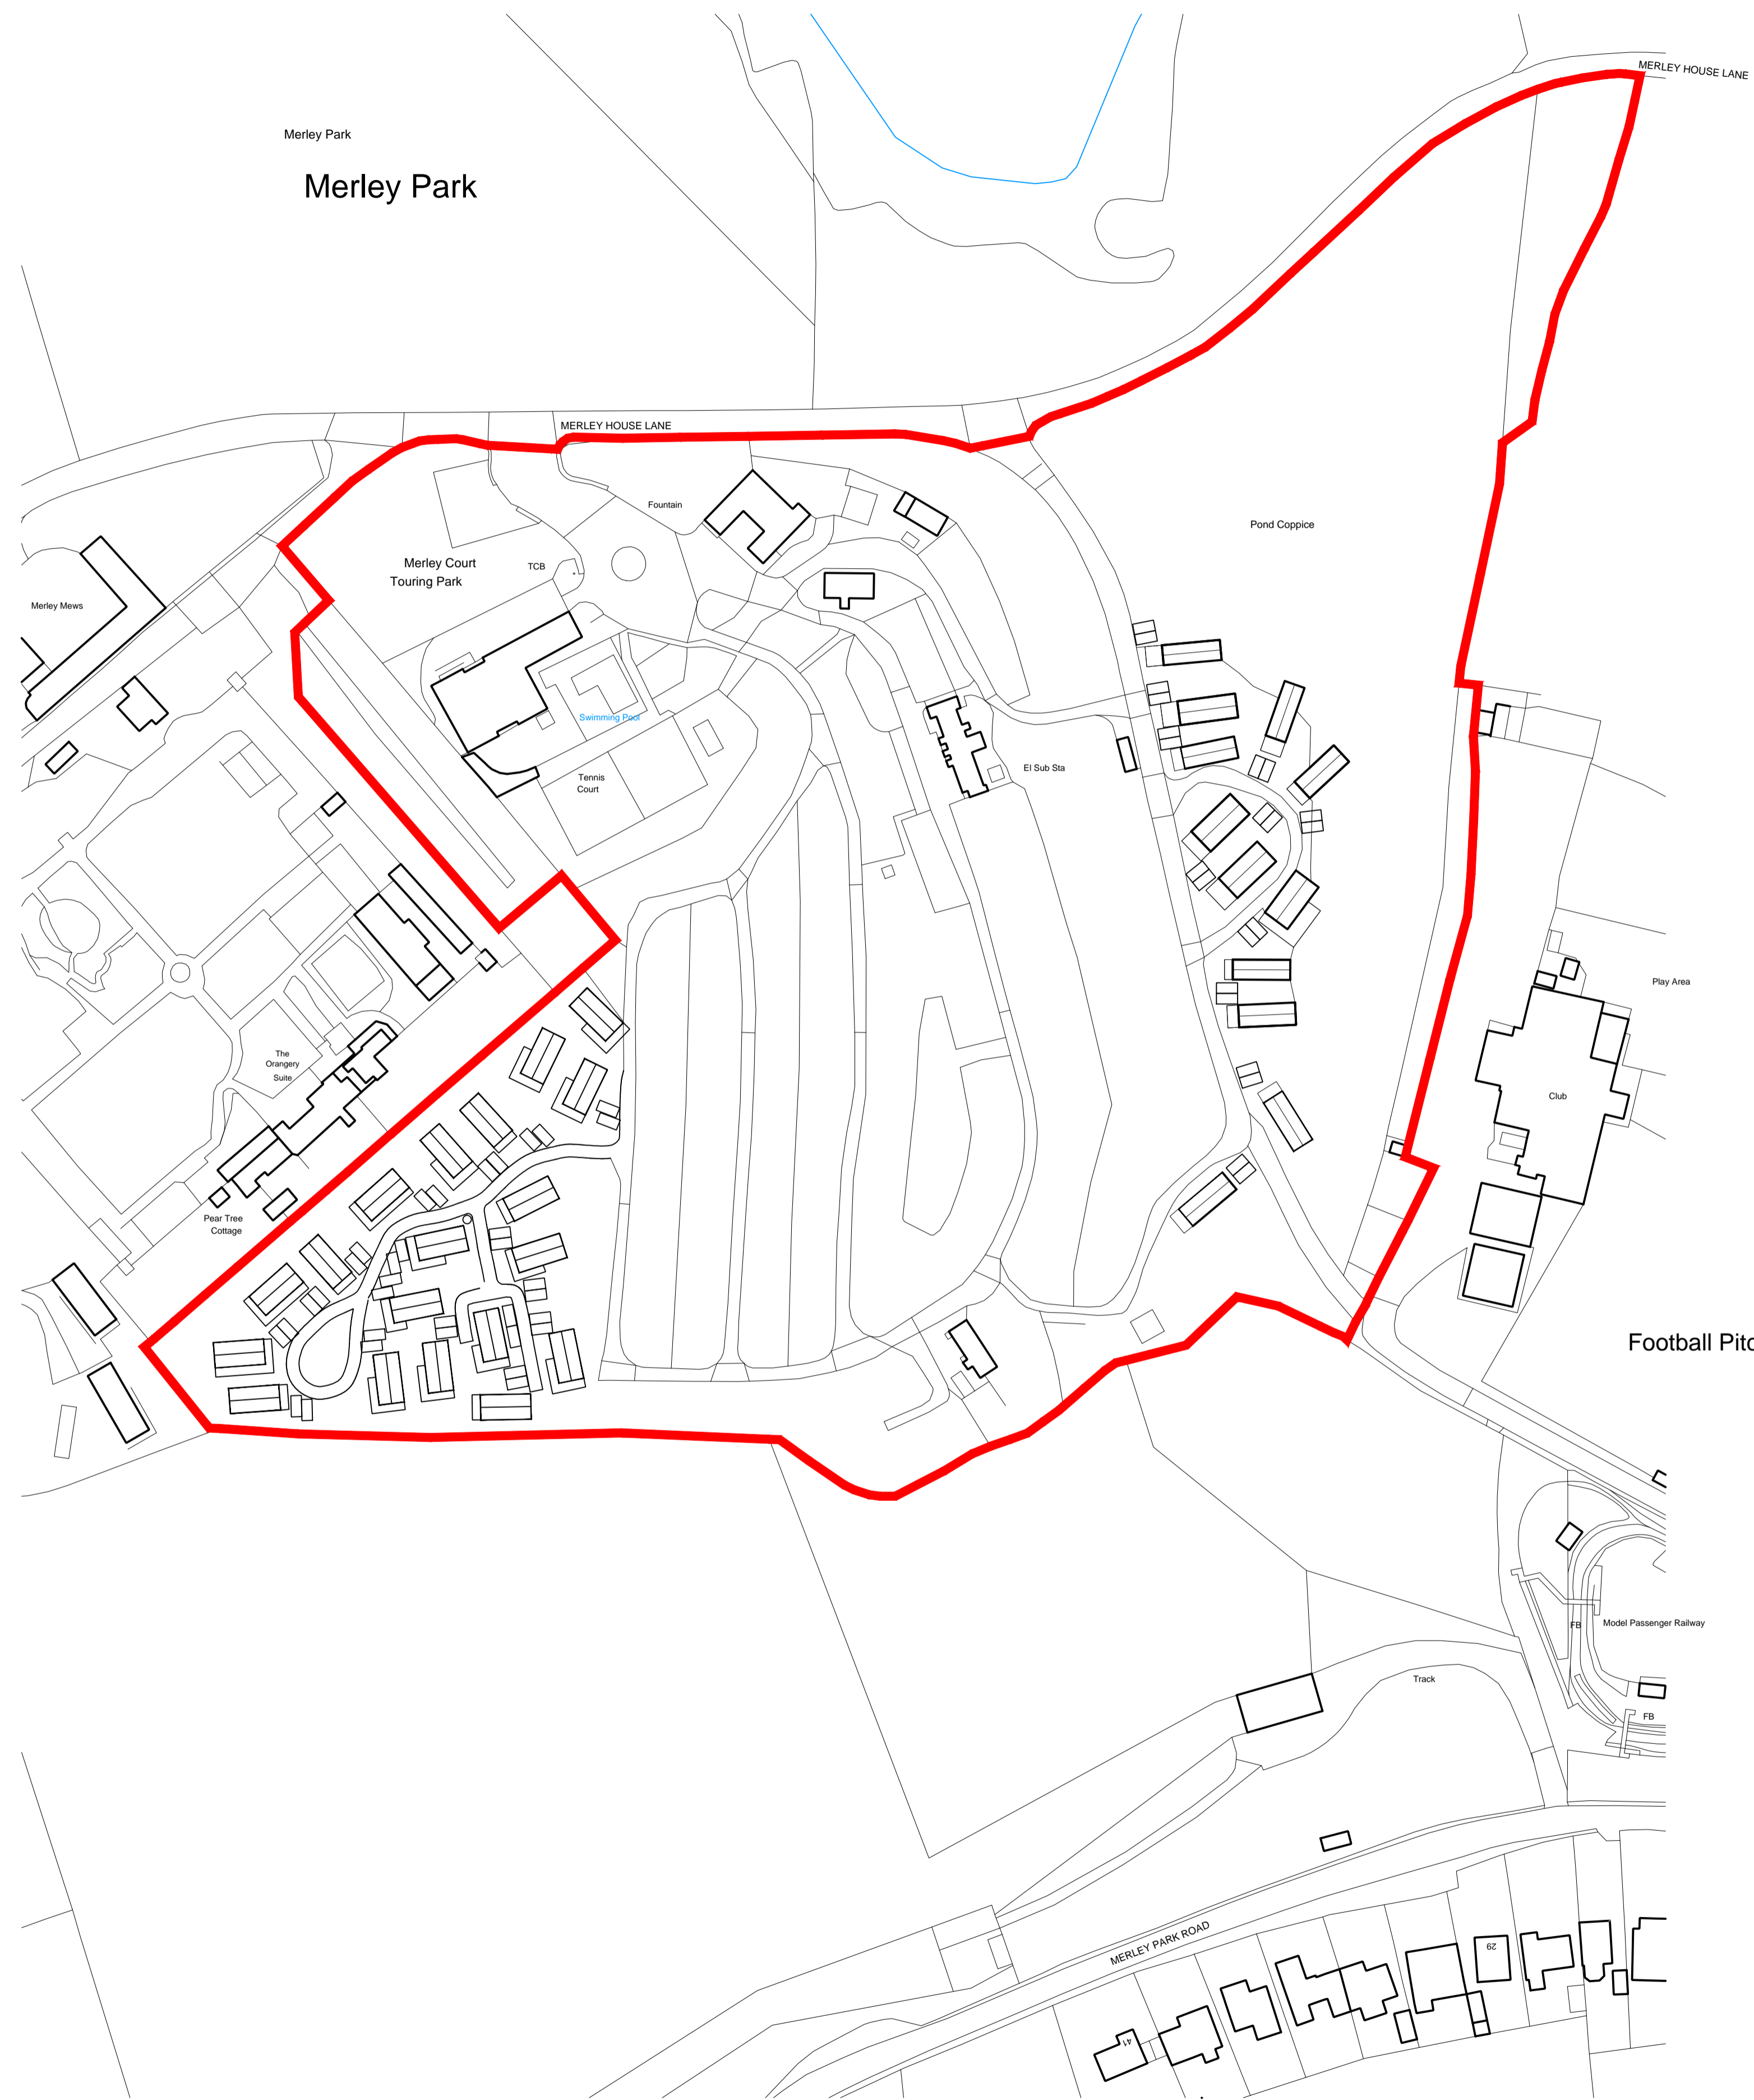 MERLEY HOUSE LANE
Merley Park
Merley Park
MERLEY HOUSE LANE
Fountain
Pond Coppice
Merley Court
Touring Park
TCB
Merley Mews
Swimming Pool
El Sub Sta
Tennis
Court
Play Area
The
Orangery
Suite
Club
Pear Tree
Cottage
Football Pitc
FB
Model Passenger Railway
Track
FB
MERLEY PARK ROAD
29
41